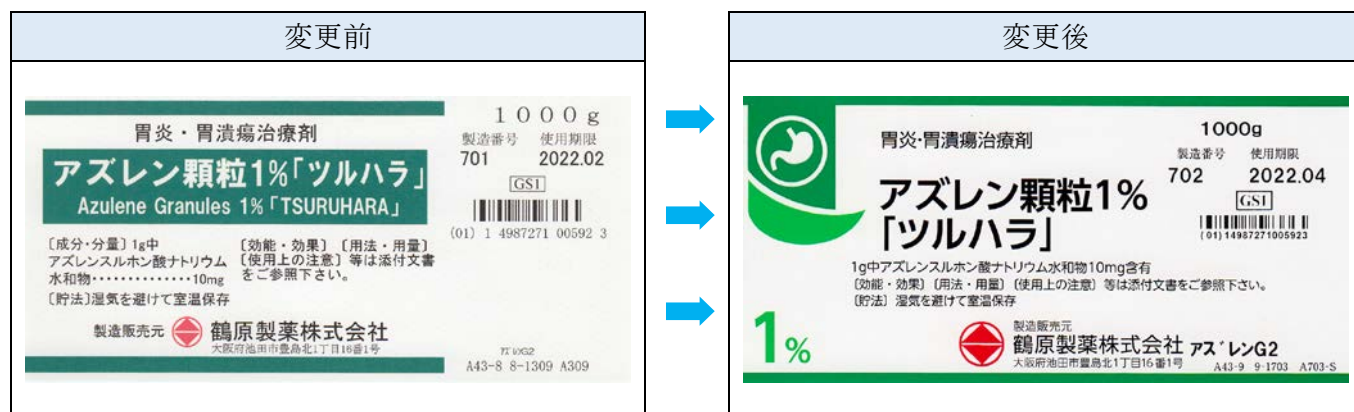 変更前
胃炎・胃潰瘍治療剤
アズレン顆粒1%「ツルハラ」
Azulene Granules 1%「TSURUHARA」
〔成分・分量〕1g中
アズレンスルホン酸ナトリウム
水和物‥‥‥‥‥‥‥10mg
〔貯法〕湿気を避けて室温保存
〔効能・効果〕〔用法・用量〕
〔使用上の注意〕等は添付文書
をご参照下さい。
製造販売元 鶴原製薬株式会社
大阪府池田市豊島北1丁目16番1号
1000g
製造番号 使用期限
701 2022.02
GS1
(01) 1 4987271 00592 3
ｱｽﾞﾚﾝG2
A43-8 8-1309 A309
変更後
胃炎・胃潰瘍治療剤
アズレン顆粒1%
「ツルハラ」
1g中アズレンスルホン酸ナトリウム水和物10mg含有
〔効能・効果〕〔用法・用量〕〔使用上の注意〕等は添付文書をご参照下さい。
〔貯法〕湿気を避けて室温保存
1%
製造販売元
鶴原製薬株式会社
大阪府池田市豊島北1丁目16番1号
1000g
製造番号 使用期限
702 2022.04
GS1
(01)14987271005923
アズレンG2
A43-9 9-1703 A703-S